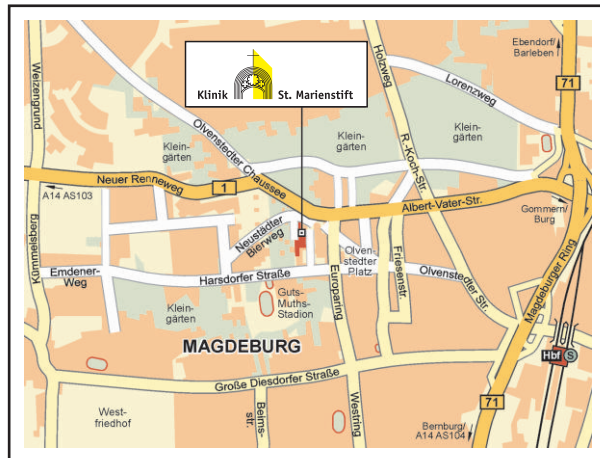 Ebendorf/
Barleben
71
Weizengrund
Holzweg
Lorenzweg
Klinik St. Marienstift
Klein-
gärten
Olvenstedter Chaussee
Klein-
gärten
Klein-
gärten
R.-Koch-Str.
Neuer Renneweg
1
A14 AS103
Albert-Vater-Str.
Gommern/
Burg
Kümmelsberg
Neustädter
Bierweg
Olven-
stedter
Platz
Emdener-
Weg
Harsdorfer Straße
Europaring
Friesenstr.
Olvenstedter Str.
Magdeburger Ring
Klein-
gärten
Guts-
Muths-
Stadion
MAGDEBURG
Hbf S
Große Diesdorfer Straße
West-
friedhof
Beims-
str.
Westring
71
Bernburg/
A14 AS104